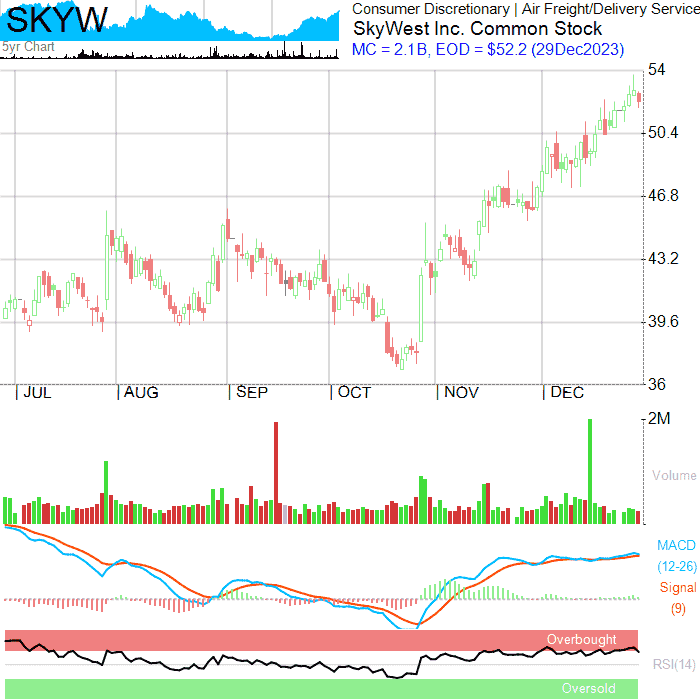 SKYW
5yr Chart
Consumer Discretionary | Air Freight/Delivery Service
SkyWest Inc. Common Stock
MC = 2.1B, EOD = $52.2 (29Dec2023)
54
50.4
46.8
43.2
39.6
36
| JUL | AUG | SEP | OCT | NOV | DEC
2M
Volume
MACD
(12-26)
Signal
(9)
Overbought
RSI(14)
Oversold